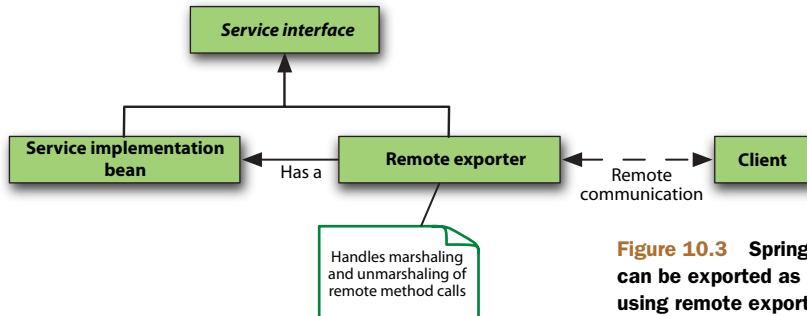 Service interface
Service implementation
bean
Has a
Remote exporter
Remote
communication
Client
Handles marshaling
and unmarshaling of
remote method calls
Figure 10.3 Spring
can be exported as
using remote export